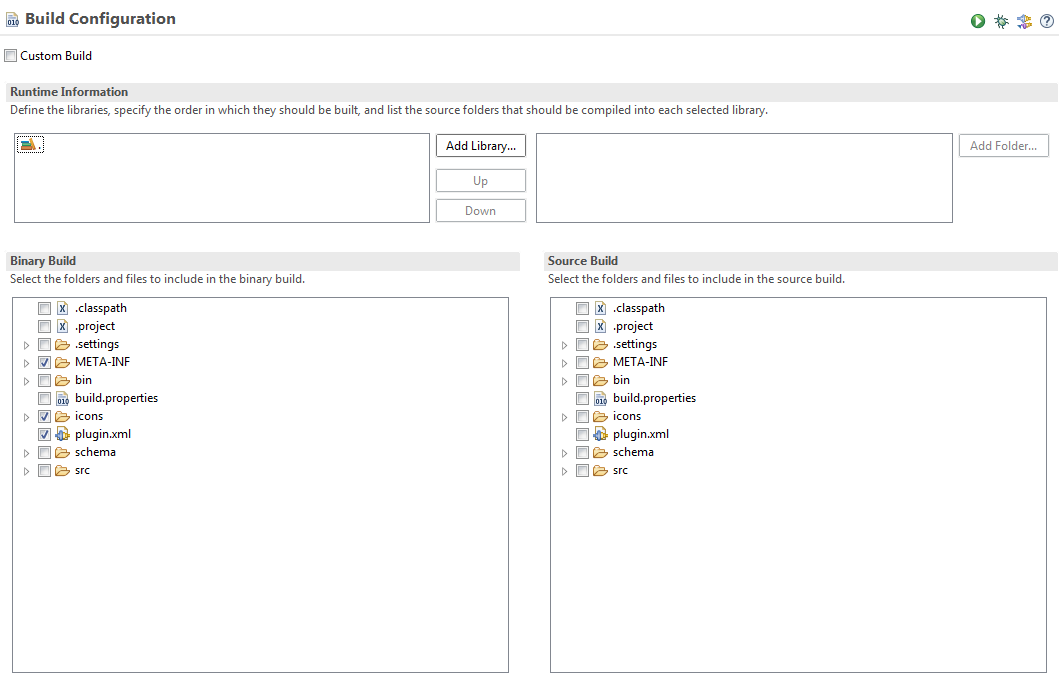 Build Configuration
Custom Build
Runtime Information
Define the libraries, specify the order in which they should be built, and list the source folders that should be compiled into each selected library.
.
Add Library...
Up
Down
Add Folder...
Binary Build
Select the folders and files to include in the binary build.
.classpath
.project
.settings
META-INF
bin
build.properties
icons
plugin.xml
schema
src
Source Build
Select the folders and files to include in the source build.
.classpath
.project
.settings
META-INF
bin
build.properties
icons
plugin.xml
schema
src